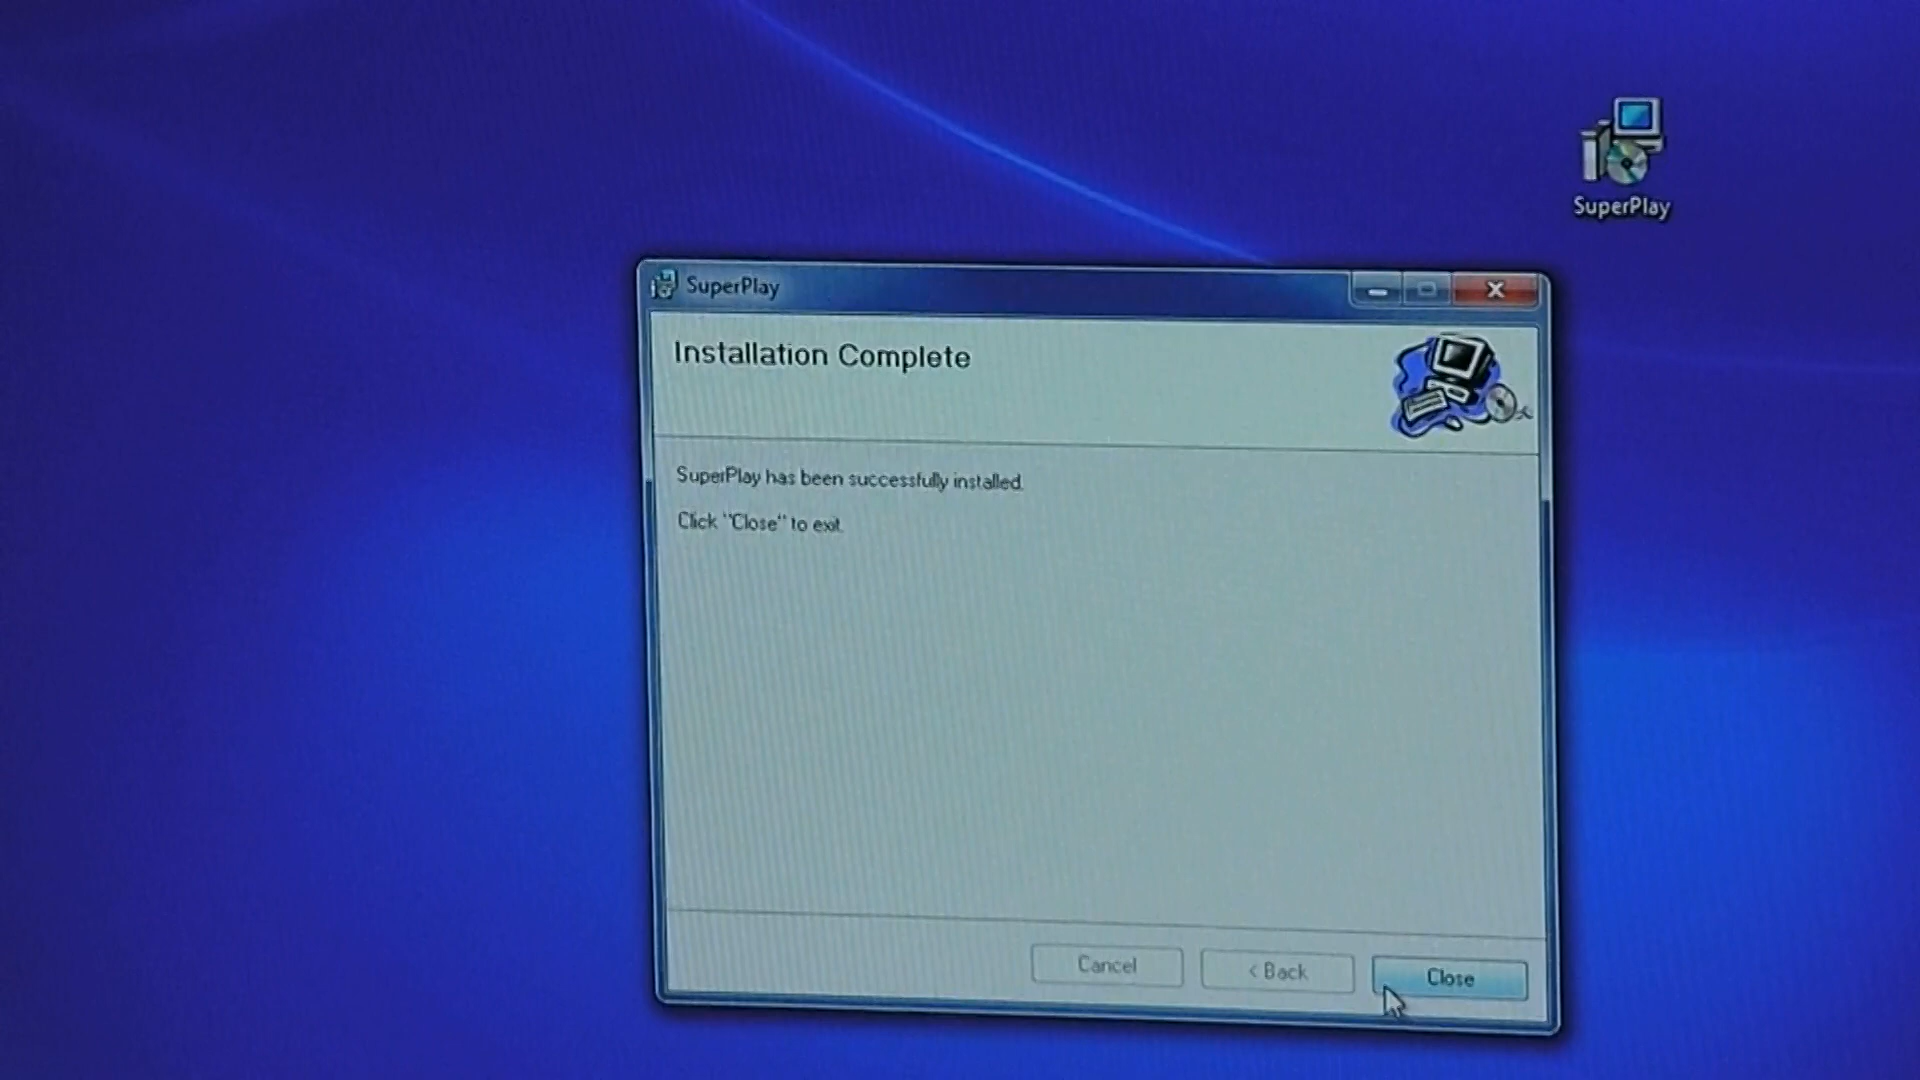 SuperPlay
SuperPlay
Installation Complete
SuperPlay has been successfully installed.
Click "Close" to exit.
Cancel
< Back
Close